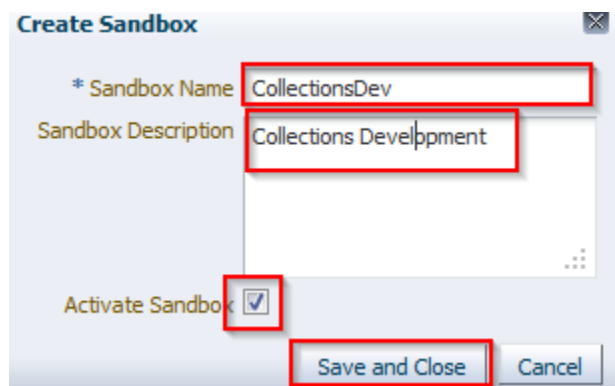 Create Sandbox
* Sandbox Name CollectionsDev
Sandbox Description Collections Development
Activate Sandbox
Save and Close Cancel